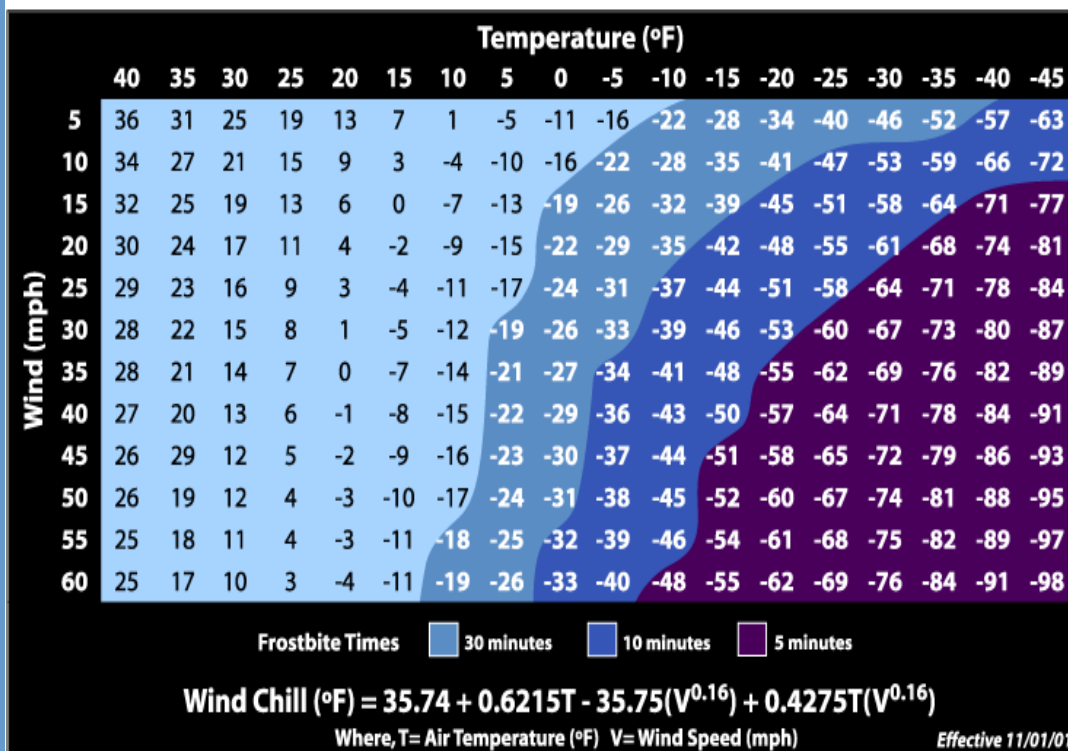 Temperature (ºF)
40 35 30 25 20 15 10 5 0 -5 -10 -15 -20 -25 -30 -35 -40 -45
Wind (mph)
5 36 31 25 19 13 7 1 -5 -11 -16 -22 -28 -34 -40 -46 -52 -57 -63
10 34 27 21 15 9 3 -4 -10 -16 -22 -28 -35 -41 -47 -53 -59 -66 -72
15 32 25 19 13 6 0 -7 -13 -19 -26 -32 -39 -45 -51 -58 -64 -71 -77
20 30 24 17 11 4 -2 -9 -15 -22 -29 -35 -42 -48 -55 -61 -68 -74 -81
25 29 23 16 9 3 -4 -11 -17 -24 -31 -37 -44 -51 -58 -64 -71 -78 -84
30 28 22 15 8 1 -5 -12 -19 -26 -33 -39 -46 -53 -60 -67 -73 -80 -87
35 28 21 14 7 0 -7 -14 -21 -27 -34 -41 -48 -55 -62 -69 -76 -82 -89
40 27 20 13 6 -1 -8 -15 -22 -29 -36 -43 -50 -57 -64 -71 -78 -84 -91
45 26 29 12 5 -2 -9 -16 -23 -30 -37 -44 -51 -58 -65 -72 -79 -86 -93
50 26 19 12 4 -3 -10 -17 -24 -31 -38 -45 -52 -60 -67 -74 -81 -88 -95
55 25 18 11 4 -3 -11 -18 -25 -32 -39 -46 -54 -61 -68 -75 -82 -89 -97
60 25 17 10 3 -4 -11 -19 -26 -33 -40 -48 -55 -62 -69 -76 -84 -91 -98
Frostbite Times 30 minutes 10 minutes 5 minutes
Wind Chill (ºF) = 35.74 + 0.6215T - 35.75(V^0.16) + 0.4275T(V^0.16)
Where, T= Air Temperature (ºF) V= Wind Speed (mph) Effective 11/01/01